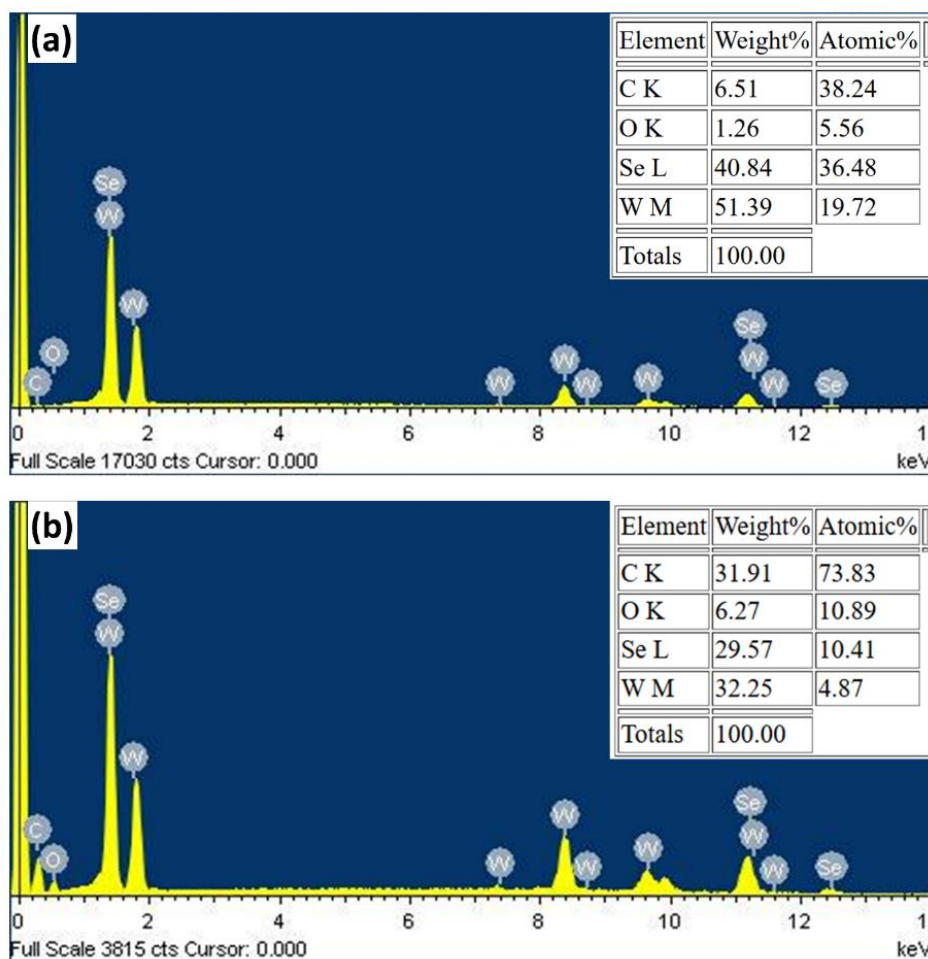 (a)
Element Weight% Atomic%
C K 6.51 38.24
O K 1.26 5.56
Se L 40.84 36.48
W M 51.39 19.72
Totals 100.00
Se
W
W
O
C
W
W
W
W
Se
W
W
Se
0 2 4 6 8 10 12 1
Full Scale 17030 cts Cursor: 0.000 keV
(b)
Element Weight% Atomic%
C K 31.91 73.83
O K 6.27 10.89
Se L 29.57 10.41
W M 32.25 4.87
Totals 100.00
Se
W
W
C
O
W
W
W
W
Se
W
W
Se
0 2 4 6 8 10 12 1
Full Scale 3815 cts Cursor: 0.000 keV